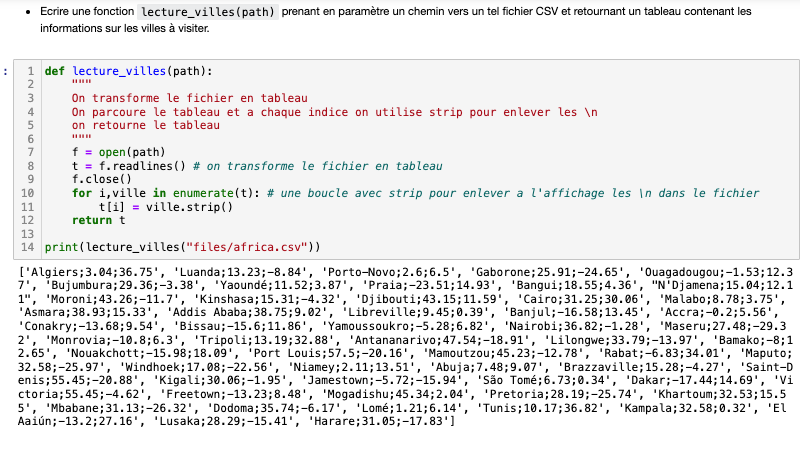 • Ecrire une fonction lecture_villes(path) prenant en paramètre un chemin vers un tel fichier CSV et retournant un tableau contenant les
informations sur les villes à visiter.
: 1 def lecture_villes(path):
2 """
3 On transforme le fichier en tableau
4 On parcoure le tableau et a chaque indice on utilise strip pour enlever les \n
5 on retourne le tableau
6 """
7 f = open(path)
8 t = f.readlines() # on transforme le fichier en tableau
9 f.close()
10 for i,ville in enumerate(t): # une boucle avec strip pour enlever a l'affichage les \n dans le fichier
11 t[i] = ville.strip()
12 return t
13
14 print(lecture_villes("files/africa.csv"))
['Algiers;3.04;36.75', 'Luanda;13.23;-8.84', 'Porto-Novo;2.6;6.5', 'Gaborone;25.91;-24.65', 'Ouagadougou;-1.53;12.3
7', 'Bujumbura;29.36;-3.38', 'Yaoundé;11.52;3.87', 'Praia;-23.51;14.93', 'Bangui;18.55;4.36', "N'Djamena;15.04;12.1
1", 'Moroni;43.26;-11.7', 'Kinshasa;15.31;-4.32', 'Djibouti;43.15;11.59', 'Cairo;31.25;30.06', 'Malabo;8.78;3.75',
'Asmara;38.93;15.33', 'Addis Ababa;38.75;9.02', 'Libreville;9.45;0.39', 'Banjul;-16.58;13.45', 'Accra;-0.2;5.56',
'Conakry;-13.68;9.54', 'Bissau;-15.6;11.86', 'Yamoussoukro;-5.28;6.82', 'Nairobi;36.82;-1.28', 'Maseru;27.48;-29.3
2', 'Monrovia;-10.8;6.3', 'Tripoli;13.19;32.88', 'Antananarivo;47.54;-18.91', 'Lilongwe;33.79;-13.97', 'Bamako;-8;1
2.65', 'Nouakchott;-15.98;18.09', 'Port Louis;57.5;-20.16', 'Mamoutzou;45.23;-12.78', 'Rabat;-6.83;34.01', 'Maputo;
32.58;-25.97', 'Windhoek;17.08;-22.56', 'Niamey;2.11;13.51', 'Abuja;7.48;9.07', 'Brazzaville;15.28;-4.27', 'Saint-D
enis;55.45;-20.88', 'Kigali;30.06;-1.95', 'Jamestown;-5.72;-15.94', 'São Tomé;6.73;0.34', 'Dakar;-17.44;14.69', 'Vi
ctoria;55.45;-4.62', 'Freetown;-13.23;8.48', 'Mogadishu;45.34;2.04', 'Pretoria;28.19;-25.74', 'Khartoum;32.53;15.5
5', 'Mbabane;31.13;-26.32', 'Dodoma;35.74;-6.17', 'Lomé;1.21;6.14', 'Tunis;10.17;36.82', 'Kampala;32.58;0.32', 'El
Aaiún;-13.2;27.16', 'Lusaka;28.29;-15.41', 'Harare;31.05;-17.83']